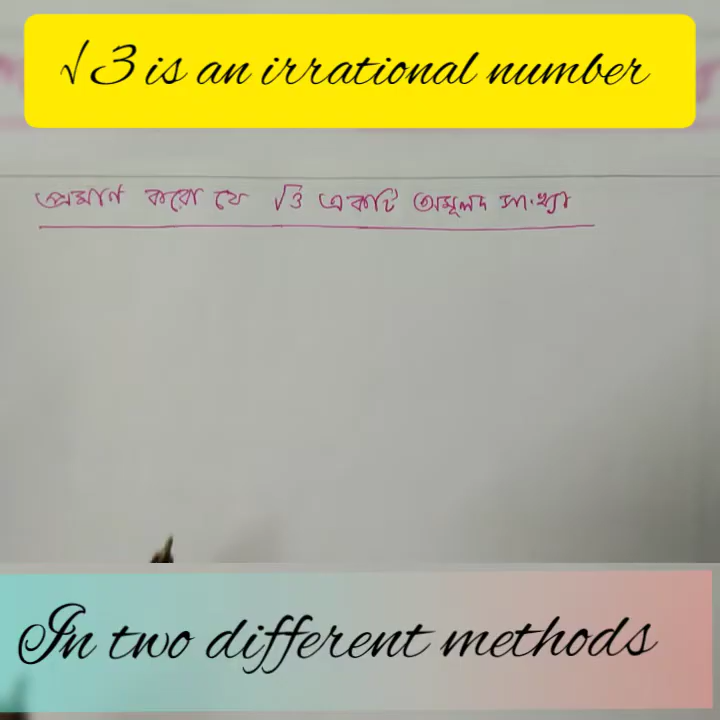 √3 is an irrational number
প্রমাণ করো যে √3 একটি অমূলদ সংখ্যা
In two different methods